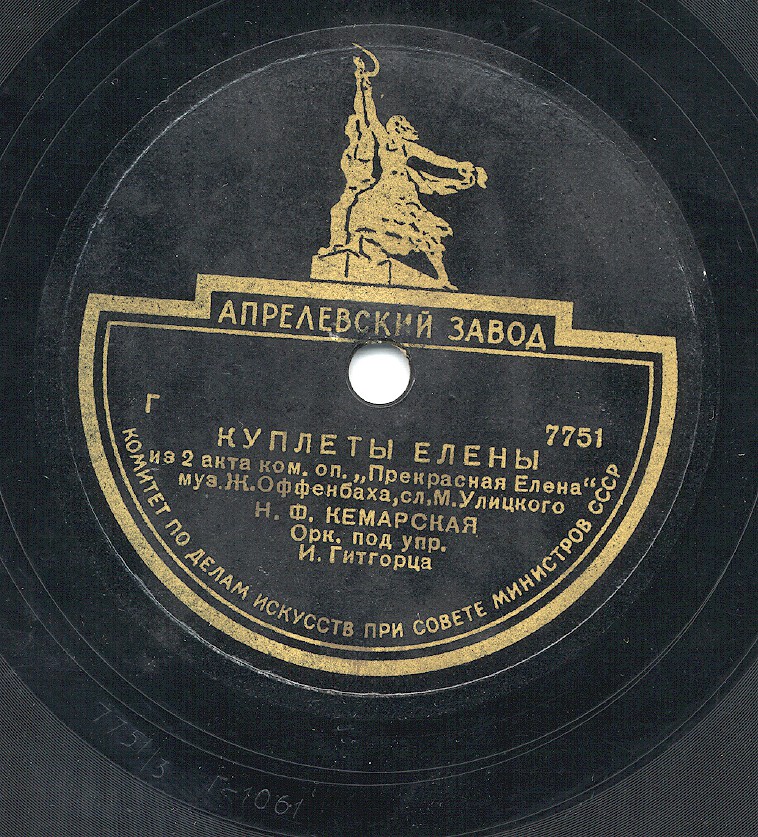 АПРЕЛЕВСКИЙ ЗАВОД
Г
7751
КУПЛЕТЫ ЕЛЕНЫ
из 2 акта ком. оп. „Прекрасная Елена“
муз. Ж. Оффенбаха, сл. М. Улицкого
Н. Ф. КЕМАРСКАЯ
Орк. под упр.
И. Гитгорца
КОМИТЕТ ПО ДЕЛАМ ИСКУССТВ ПРИ СОВЕТЕ МИНИСТРОВ СССР
Г-1061